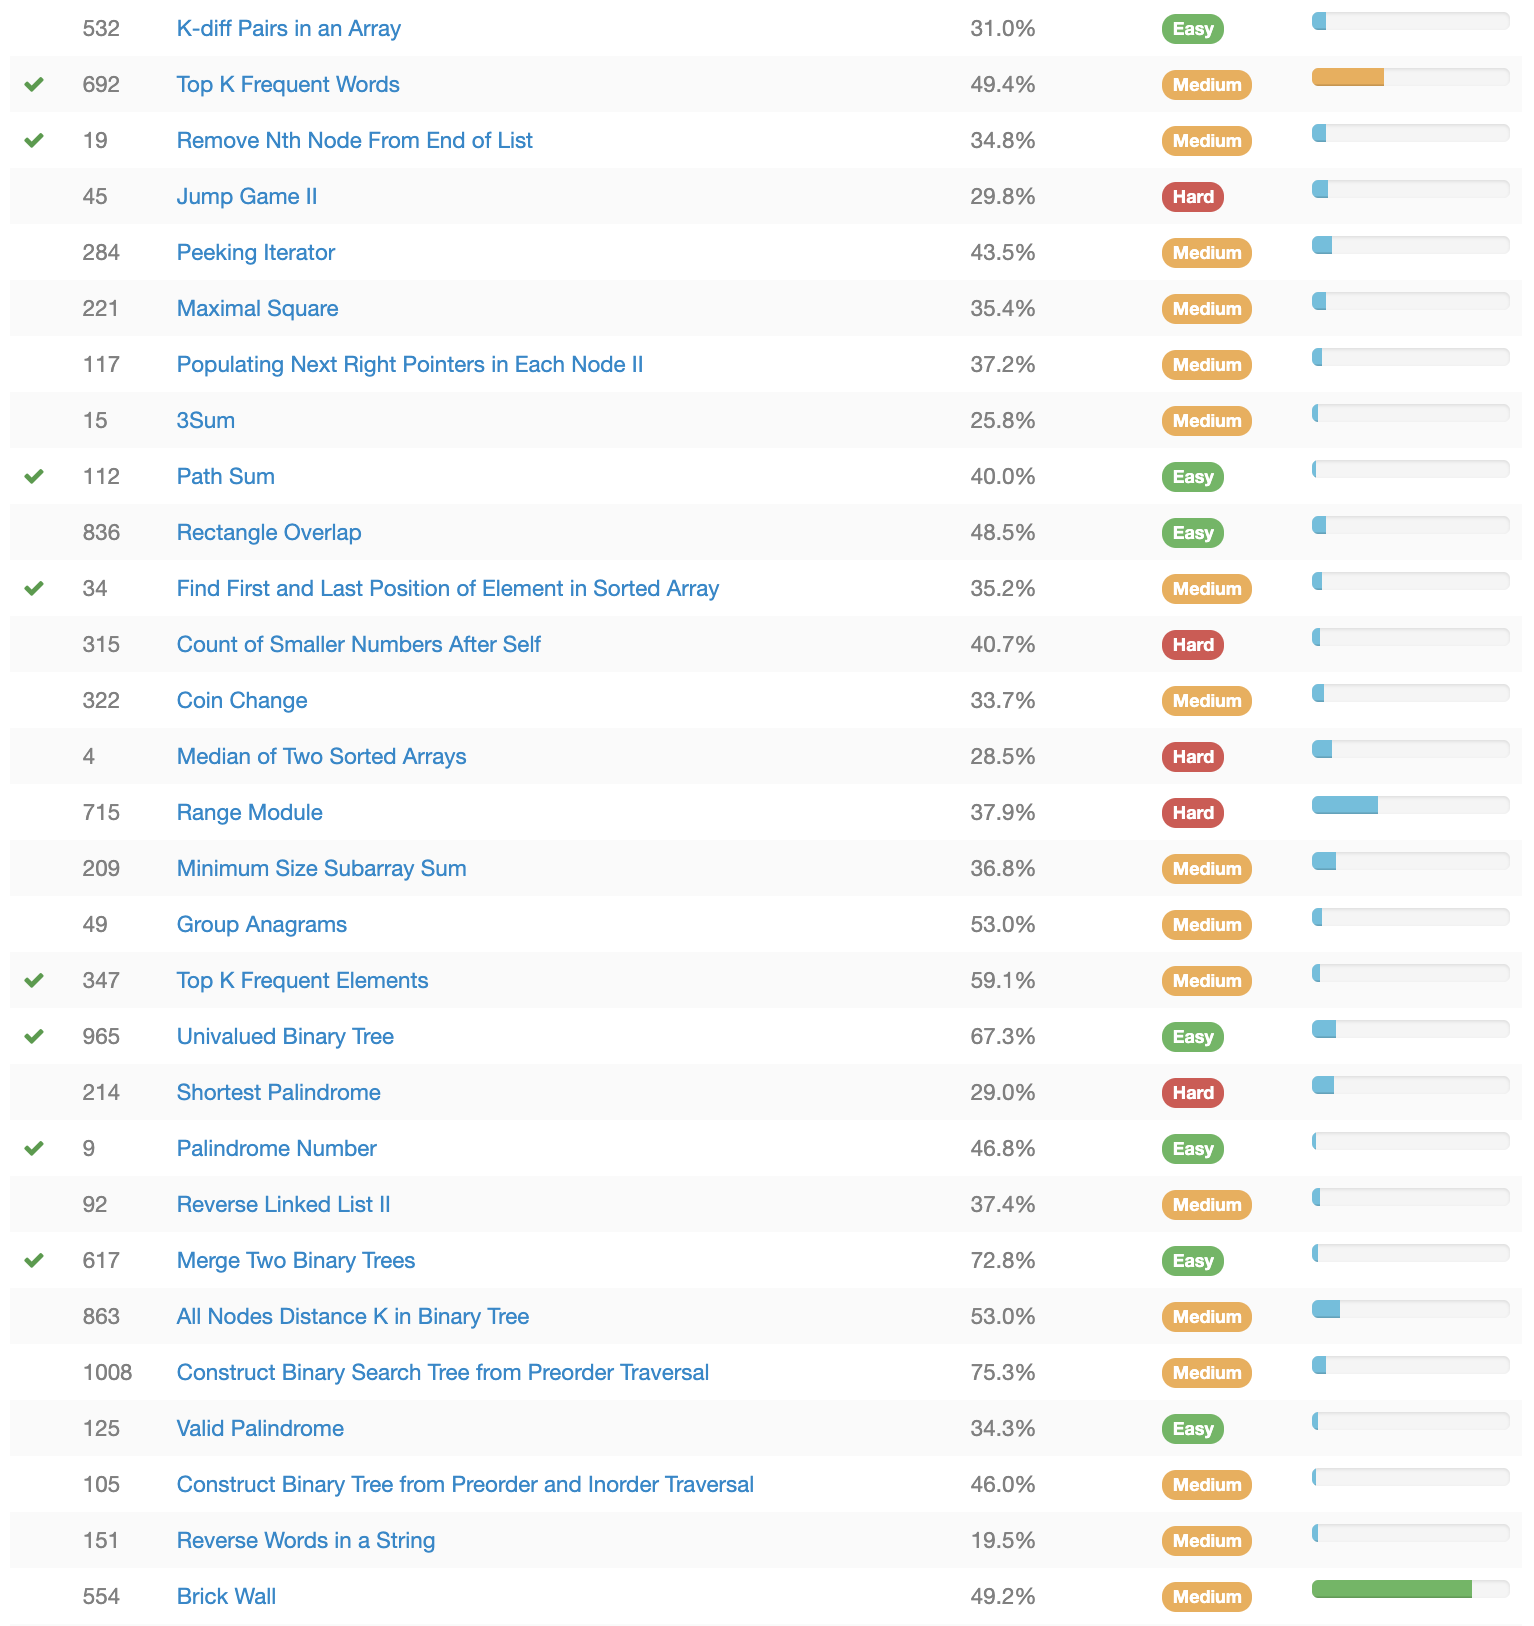 532 K-diff Pairs in an Array 31.0% Easy
692 Top K Frequent Words 49.4% Medium
19 Remove Nth Node From End of List 34.8% Medium
45 Jump Game II 29.8% Hard
284 Peeking Iterator 43.5% Medium
221 Maximal Square 35.4% Medium
117 Populating Next Right Pointers in Each Node II 37.2% Medium
15 3Sum 25.8% Medium
112 Path Sum 40.0% Easy
836 Rectangle Overlap 48.5% Easy
34 Find First and Last Position of Element in Sorted Array 35.2% Medium
315 Count of Smaller Numbers After Self 40.7% Hard
322 Coin Change 33.7% Medium
4 Median of Two Sorted Arrays 28.5% Hard
715 Range Module 37.9% Hard
209 Minimum Size Subarray Sum 36.8% Medium
49 Group Anagrams 53.0% Medium
347 Top K Frequent Elements 59.1% Medium
965 Univalued Binary Tree 67.3% Easy
214 Shortest Palindrome 29.0% Hard
9 Palindrome Number 46.8% Easy
92 Reverse Linked List II 37.4% Medium
617 Merge Two Binary Trees 72.8% Easy
863 All Nodes Distance K in Binary Tree 53.0% Medium
1008 Construct Binary Search Tree from Preorder Traversal 75.3% Medium
125 Valid Palindrome 34.3% Easy
105 Construct Binary Tree from Preorder and Inorder Traversal 46.0% Medium
151 Reverse Words in a String 19.5% Medium
554 Brick Wall 49.2% Medium